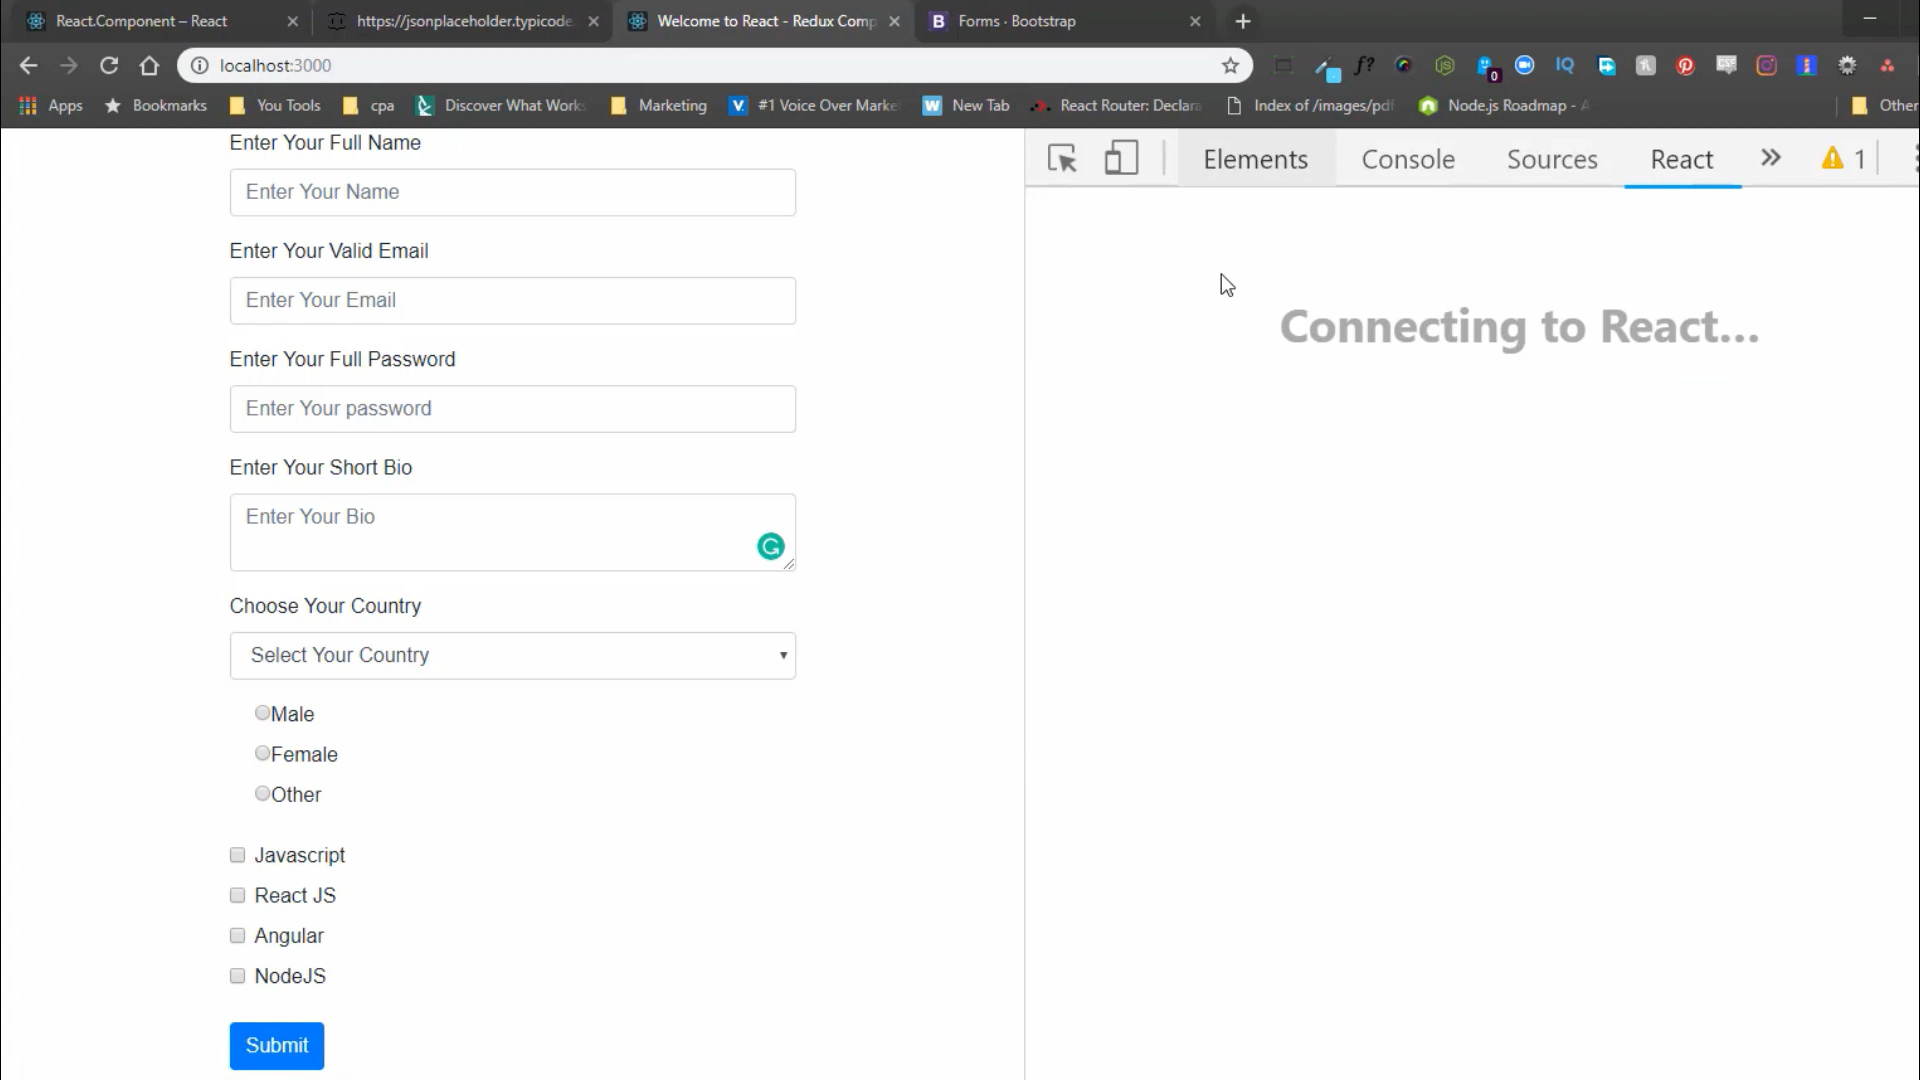 React.Component – React
https://jsonplaceholder.typicode.
Welcome to React - Redux Comp
B Forms · Bootstrap
localhost:3000
f?
IQ
0
Apps
Bookmarks
You Tools
cpa
Discover What Works
Marketing
V #1 Voice Over Marke
W New Tab
React Router: Declara
Index of /images/pdf
Node.js Roadmap - A
Other
Elements
Console
Sources
React
1
Connecting to React...
Enter Your Full Name
Enter Your Name
Enter Your Valid Email
Enter Your Email
Enter Your Full Password
Enter Your password
Enter Your Short Bio
Enter Your Bio
Choose Your Country
Select Your Country
Male
Female
Other
Javascript
React JS
Angular
NodeJS
Submit